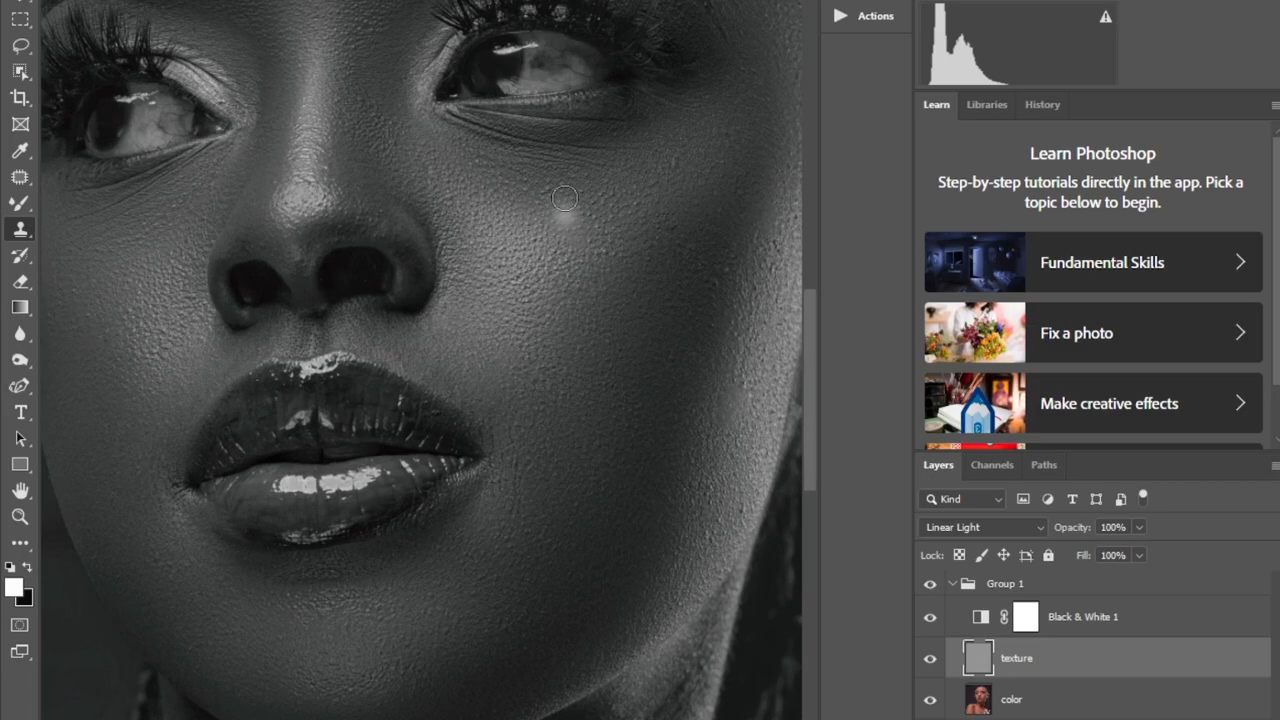 Actions
Learn Libraries History
Learn Photoshop
Step-by-step tutorials directly in the app. Pick a
topic below to begin.
Fundamental Skills
Fix a photo
Make creative effects
Layers Channels Paths
Kind
Linear Light Opacity: 100%
Lock: Fill: 100%
Group 1
Black & White 1
texture
color